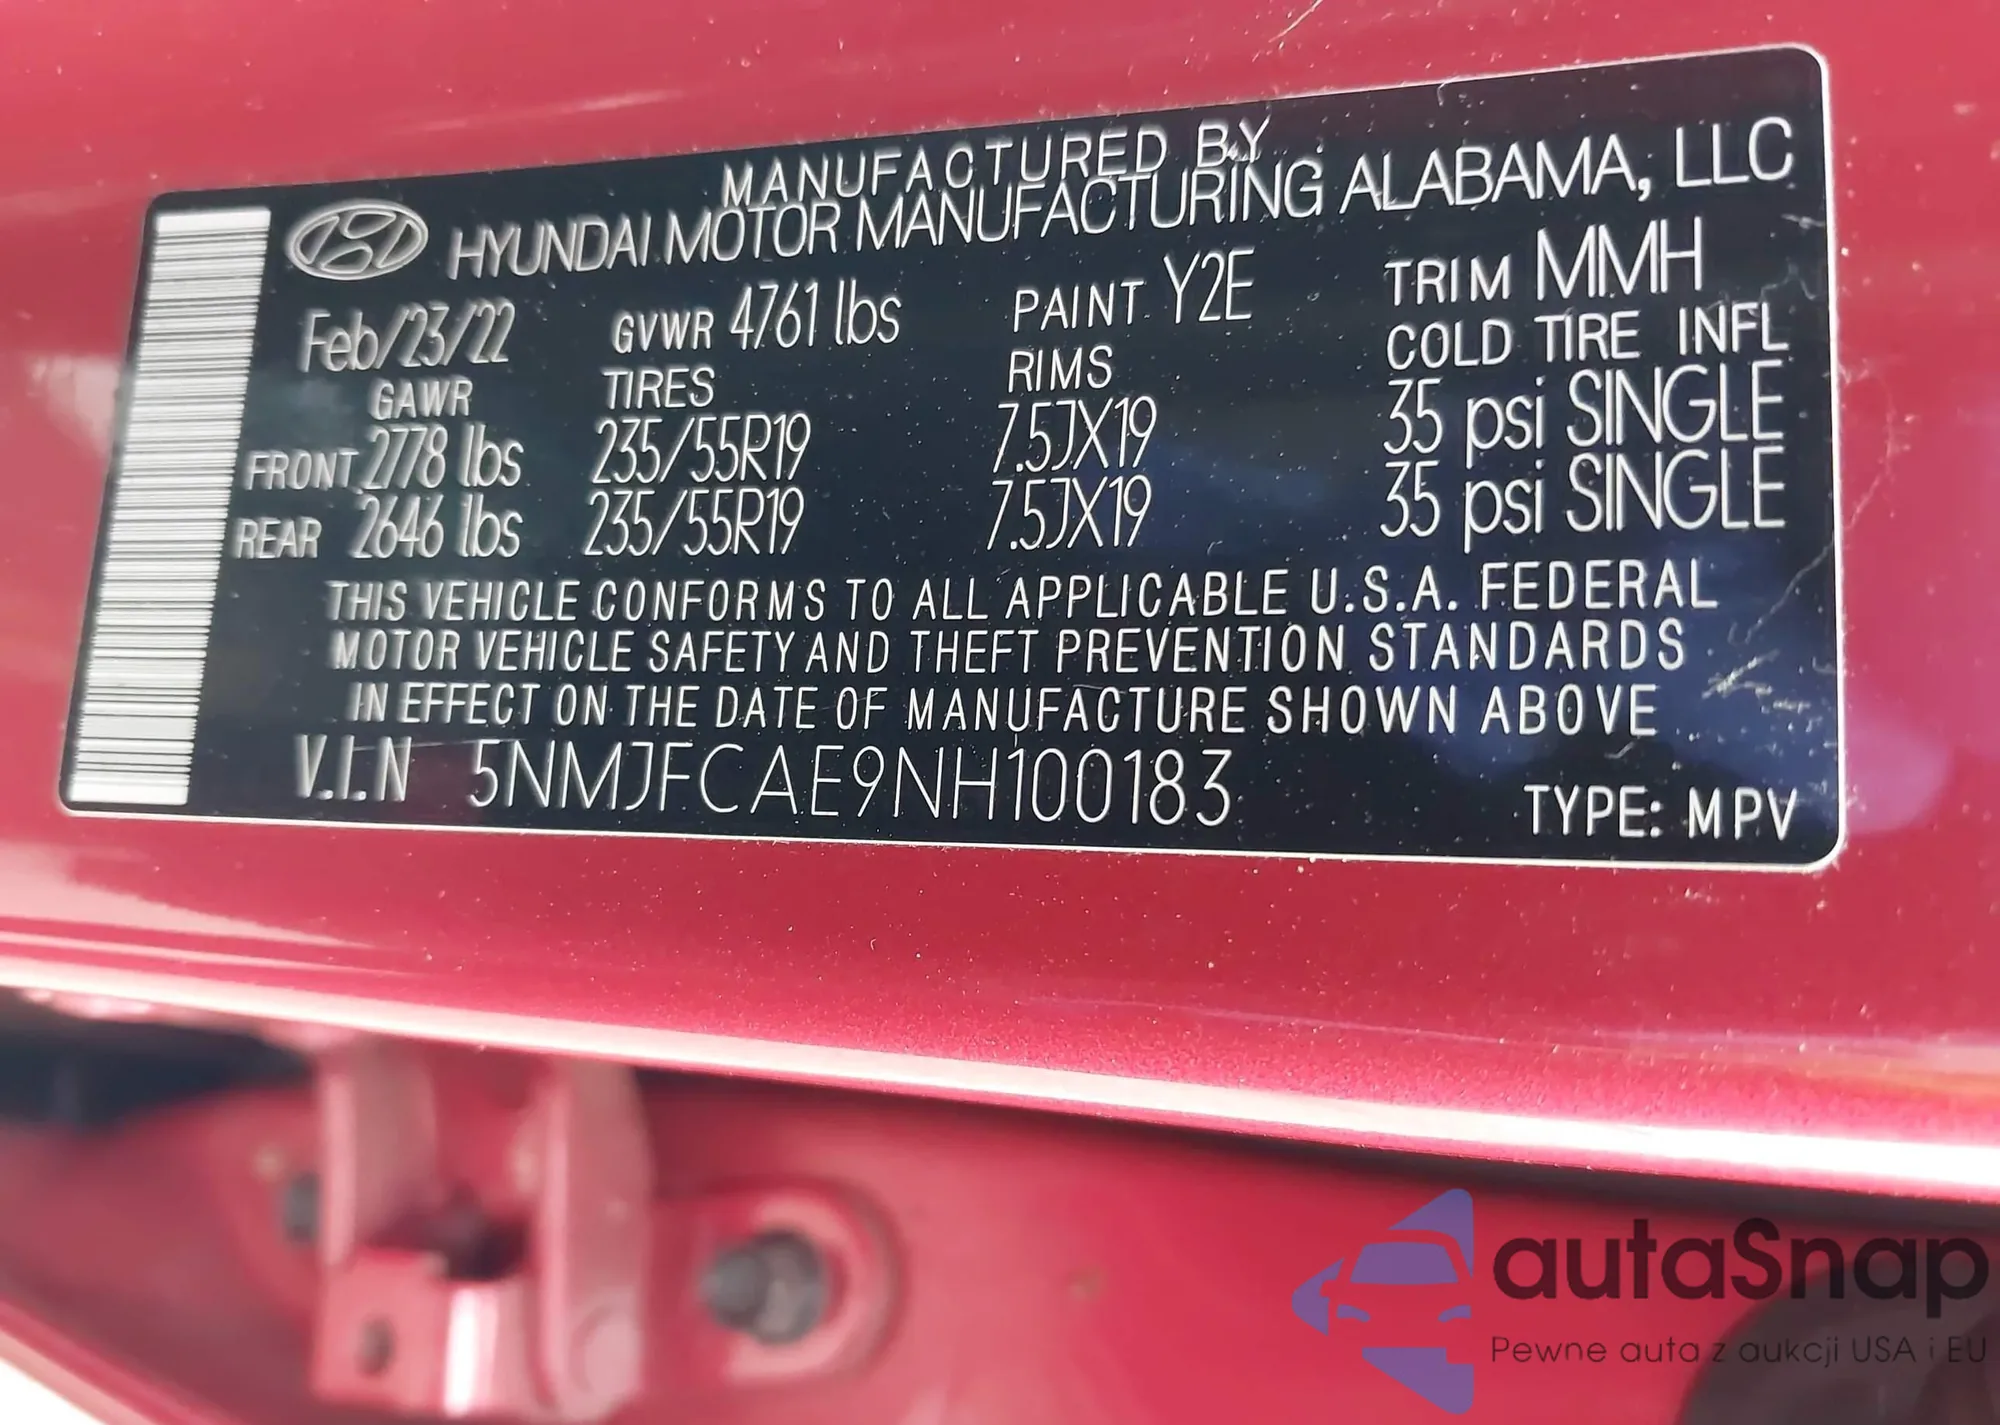 MANUFACTURED BY
HYUNDAI MOTOR MANUFACTURING ALABAMA, LLC
Feb/23/22 GVWR 4761 lbs PAINT Y2E TRIM MMH
GAWR TIRES RIMS COLD TIRE INFL
FRONT 2778 lbs 235/55R19 7.5JX19 35 psi SINGLE
REAR 2646 lbs 235/55R19 7.5JX19 35 psi SINGLE
THIS VEHICLE CONFORMS TO ALL APPLICABLE U.S.A. FEDERAL
MOTOR VEHICLE SAFETY AND THEFT PREVENTION STANDARDS
IN EFFECT ON THE DATE OF MANUFACTURE SHOWN ABOVE
V.I.N 5NMJFCAE9NH100183
TYPE: MPV
autaSnap
Pewne auta z aukcji USA i EU